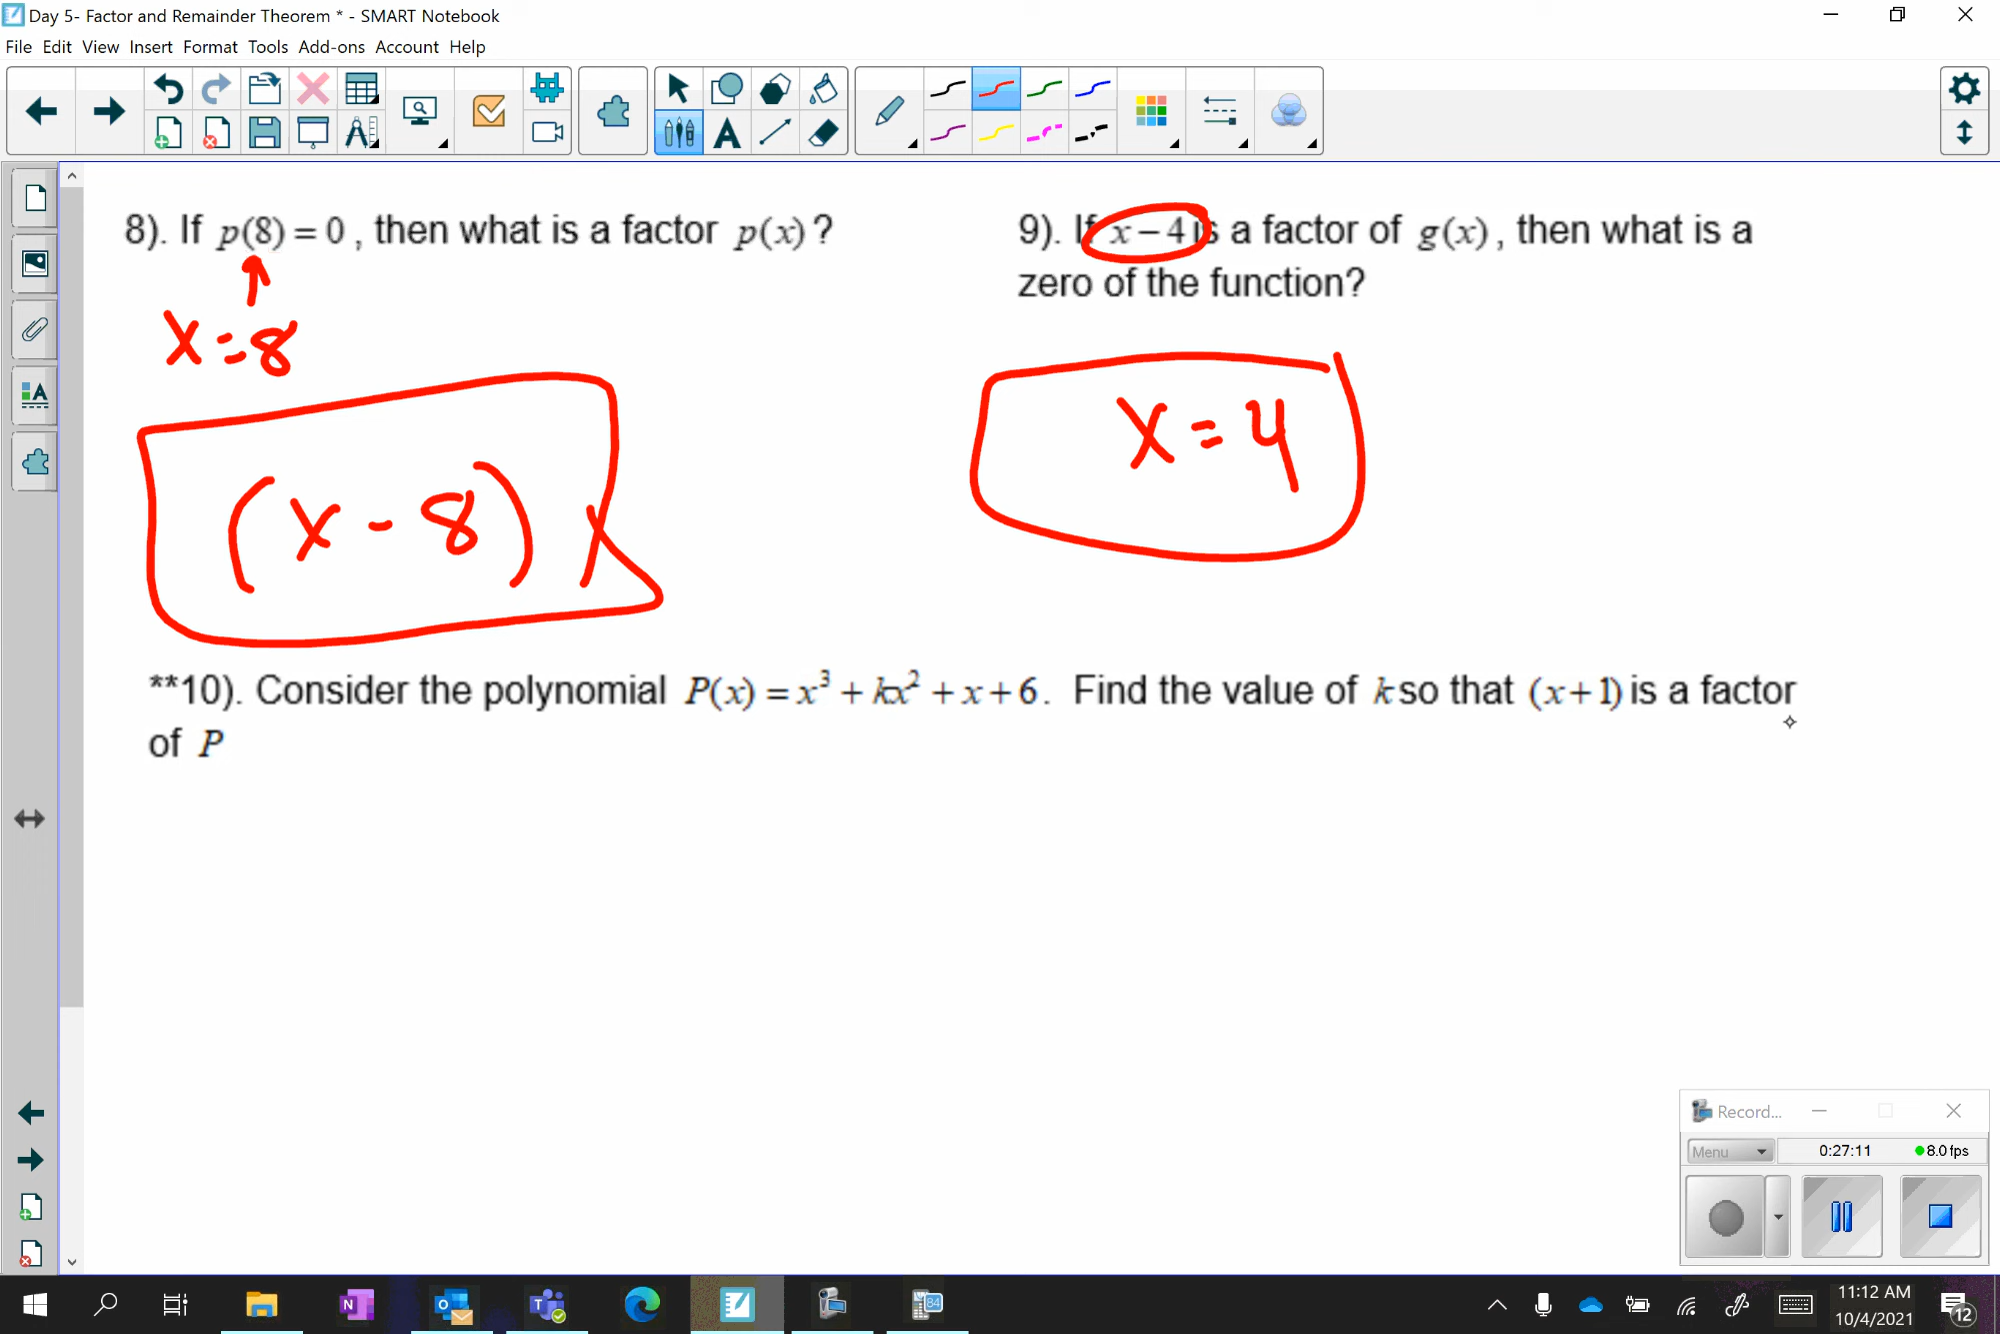 Day 5- Factor and Remainder Theorem * - SMART Notebook
File Edit View Insert Format Tools Add-ons Account Help
8). If p(8) = 0, then what is a factor p(x)?
x = 8
(x - 8)
9). If x − 4 is a factor of g(x), then what is a
zero of the function?
x = 4
**10). Consider the polynomial P(x) = x³ + kx² + x + 6. Find the value of k so that (x+1) is a factor
of P
Record...
Menu
0:27:11
8.0 fps
84
11:12 AM
10/4/2021
12